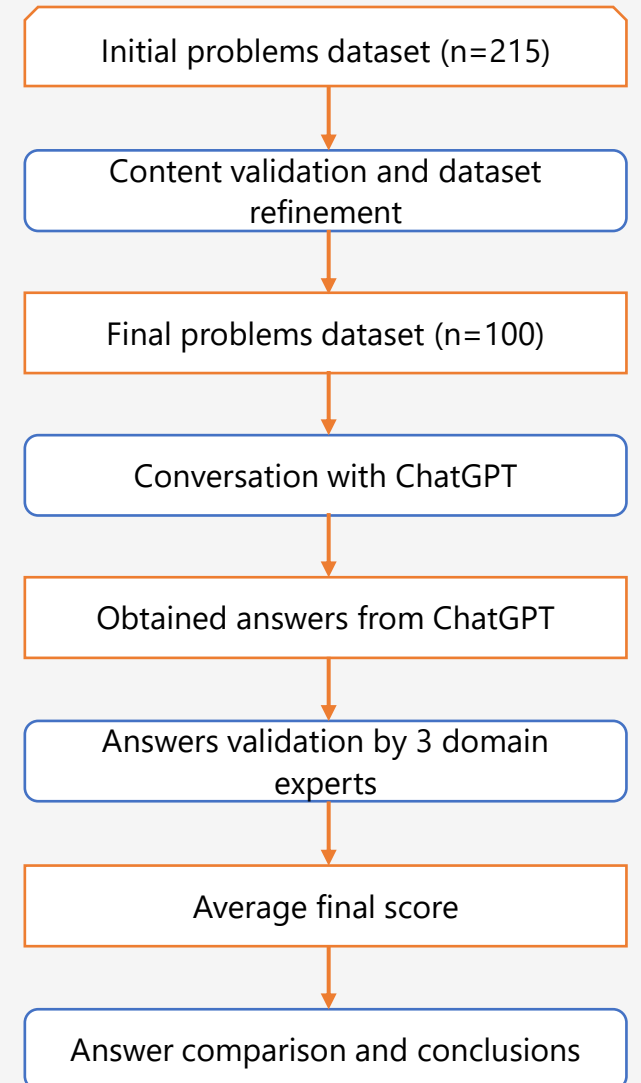 Initial problems dataset (n=215)
Content validation and dataset
refinement
Final problems dataset (n=100)
Conversation with ChatGPT
Obtained answers from ChatGPT
Answers validation by 3 domain
experts
Average final score
Answer comparison and conclusions